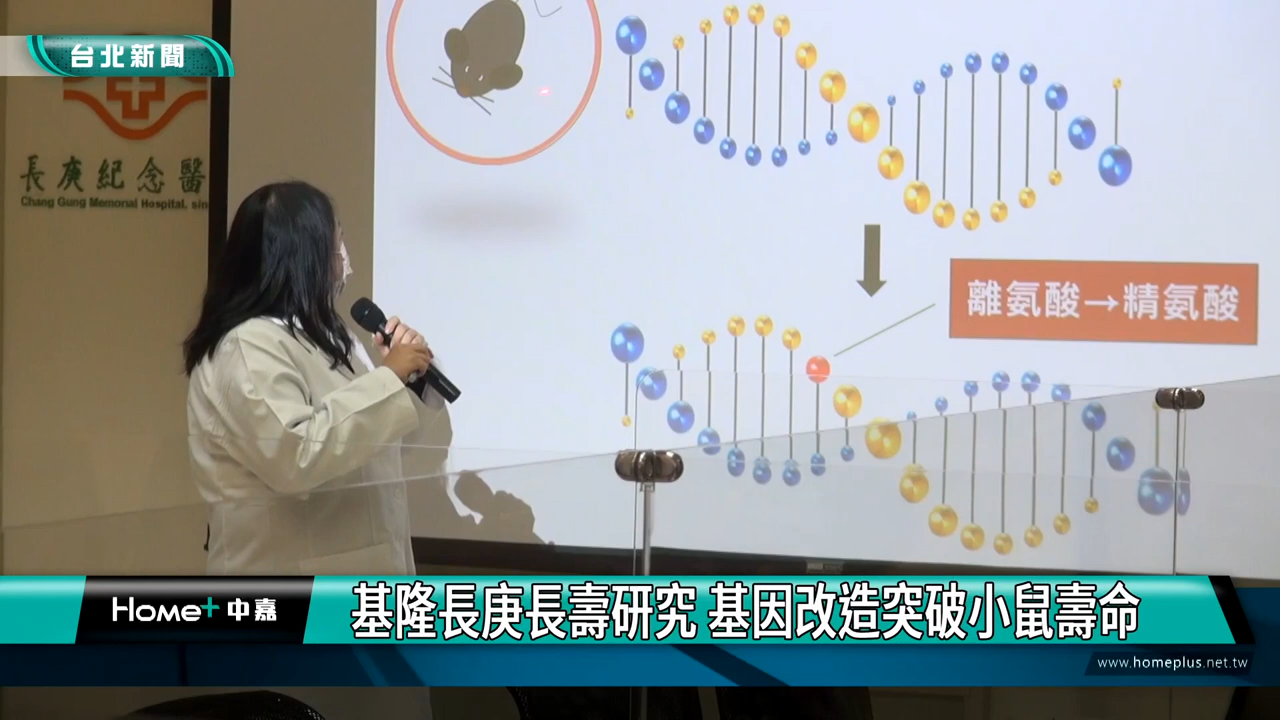 台北新聞
長庚紀念醫
Chang Gung Memorial Hospital, sin
離氨酸→精氨酸
Home+中嘉
基隆長庚長壽研究 基因改造突破小鼠壽命
www.homeplus.net.tw